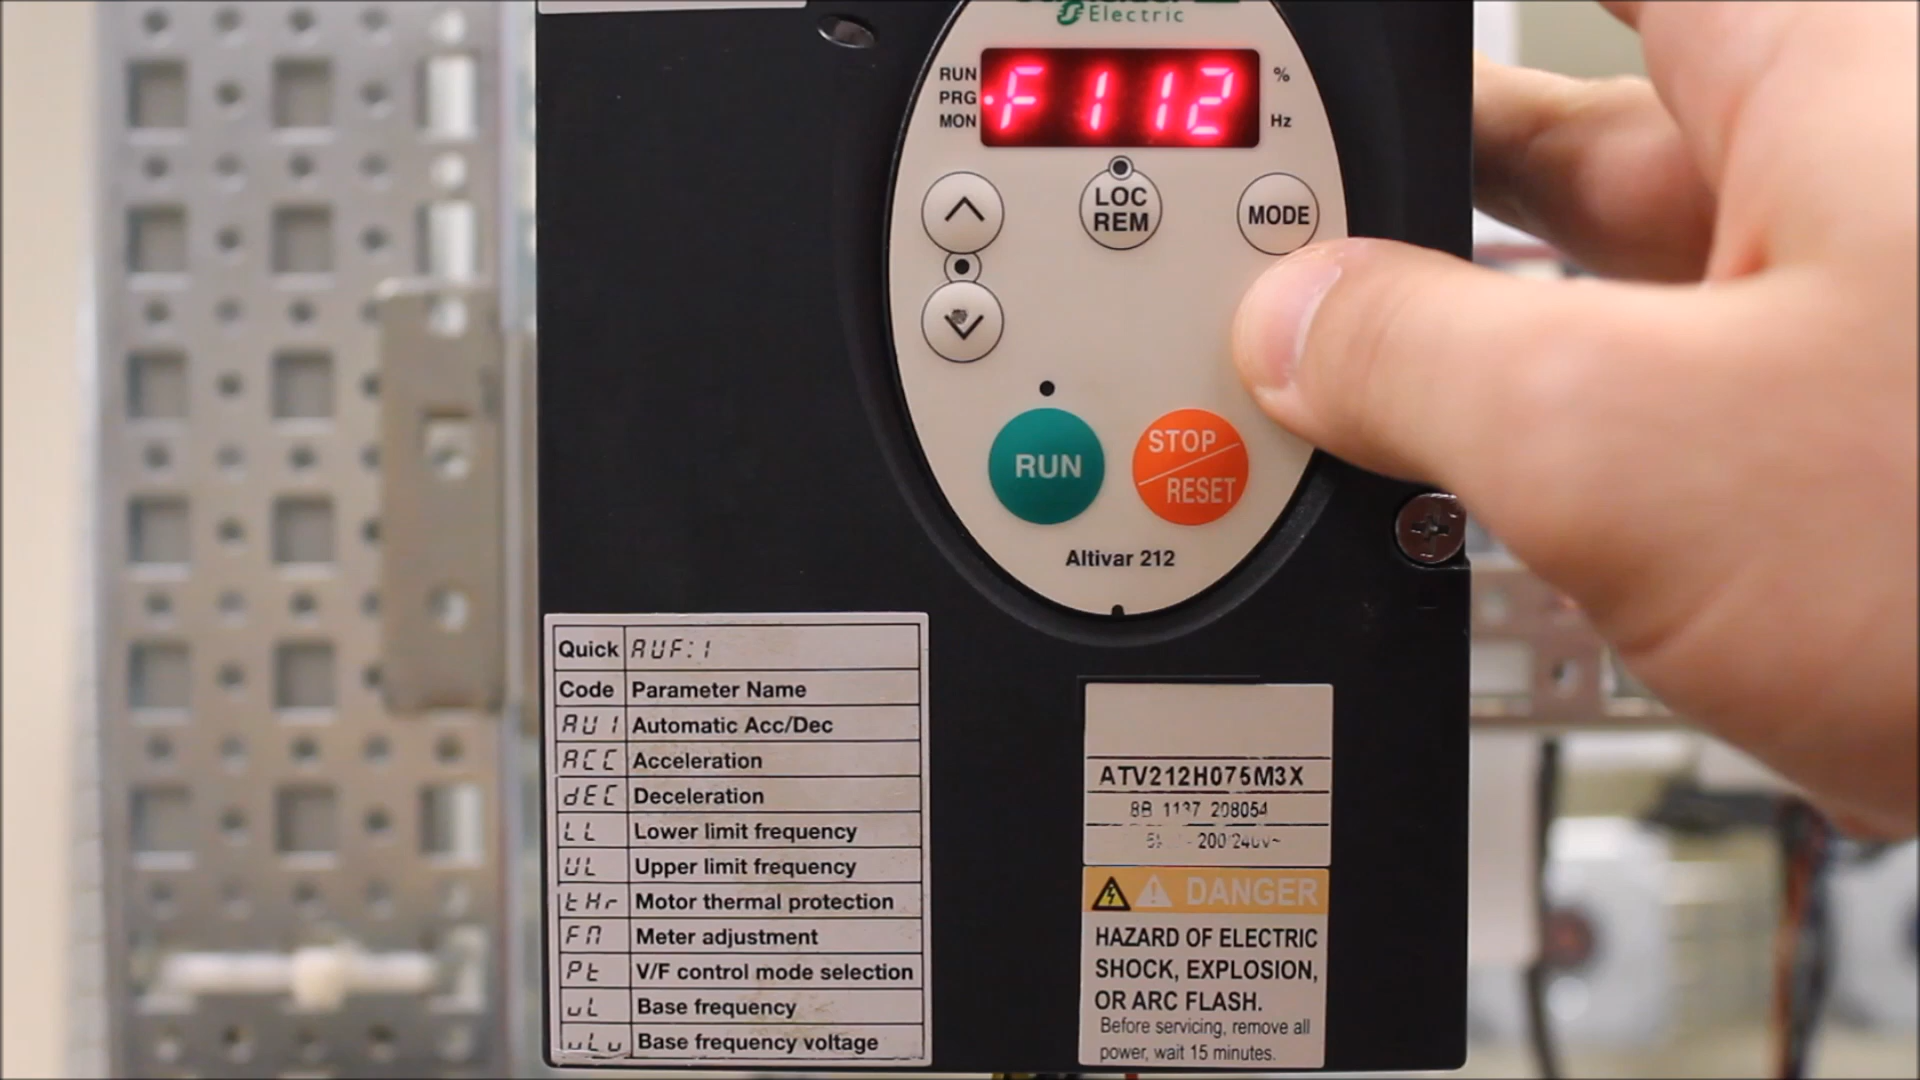 Electric
RUN
PRG
MON
F112
%
Hz
LOC
REM
MODE
RUN
STOP
RESET
Altivar 212
Quick AUF:1
Code Parameter Name
AU1 Automatic Acc/Dec
ACC Acceleration
dEC Deceleration
LL Lower limit frequency
UL Upper limit frequency
tHr Motor thermal protection
FM Meter adjustment
Pt V/F control mode selection
uL Base frequency
uLu Base frequency voltage
ATV212H075M3X
8B 208054
DANGER
HAZARD OF ELECTRIC
SHOCK, EXPLOSION,
OR ARC FLASH.
Before servicing, remove all
power, wait 15 minutes.